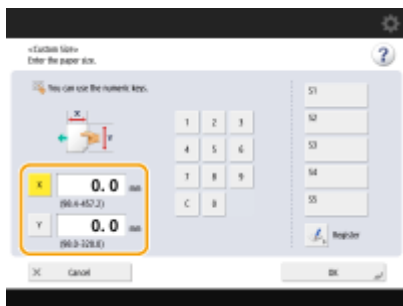 <Custom Size>
Enter the paper size.
?
You can use the numeric keys.
X
Y
1 2 3
4 5 6
7 8 9
C 0
X 0. 0 mm
(98.4-457.2)
Y 0. 0 mm
(98.0-320.0)
S1
S2
S3
S4
S5
Register
Cancel
OK